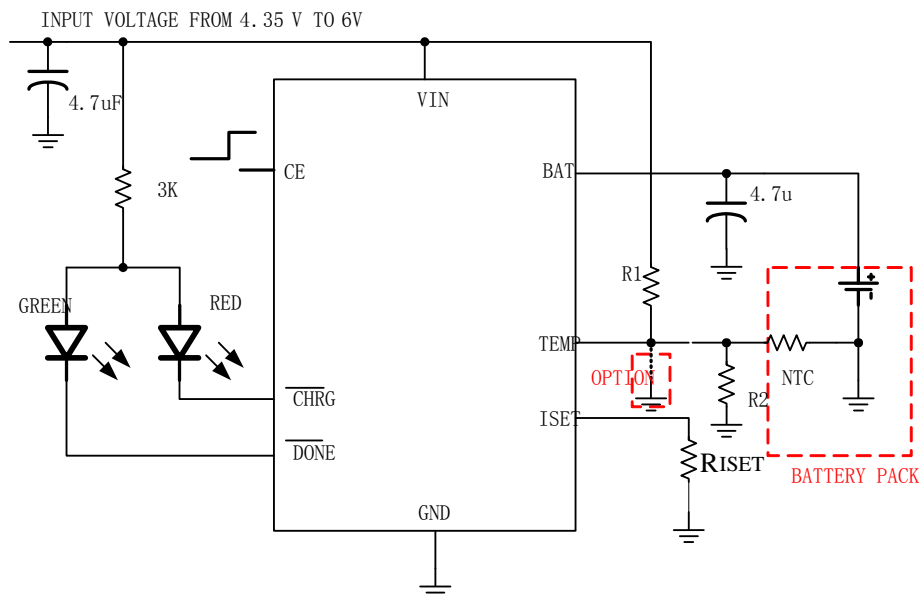 INPUT VOLTAGE FROM 4.35 V TO 6V
4.7uF
VIN
CE
3K
BAT
4.7u
R1
GREEN
RED
+
TEMP
OPTION
NTC
CHRG
R2
ISET
DONE
RISET
BATTERY PACK
GND